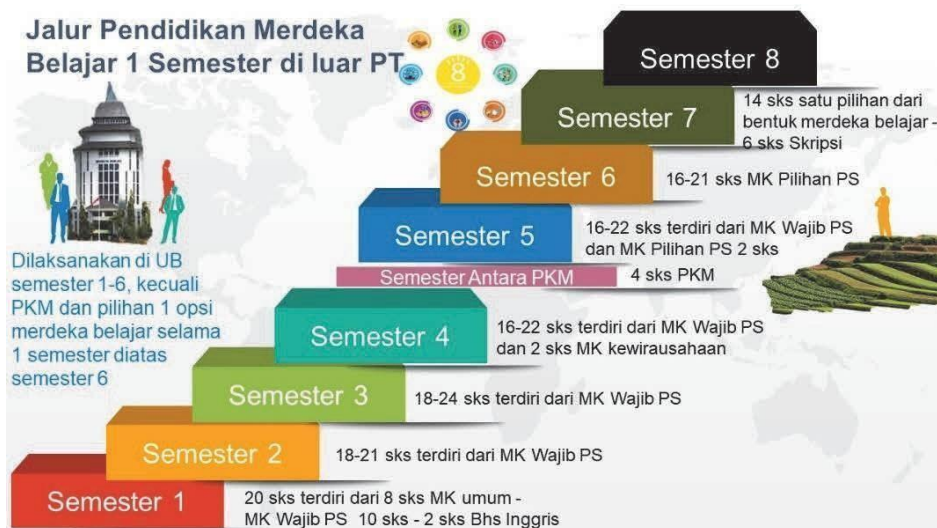 Jalur Pendidikan Merdeka
Belajar 1 Semester di luar PT
8
Semester 8
Semester 7
14 sks satu pilihan dari
bentuk merdeka belajar -
6 sks Skripsi
Semester 6
16-21 sks MK Pilihan PS
Semester 5
16-22 sks terdiri dari MK Wajib PS
dan MK Pilihan PS 2 sks
Semester Antara PKM
4 sks PKM
Dilaksanakan di UB
semester 1-6, kecuali
PKM dan pilihan 1 opsi
merdeka belajar selama
1 semester diatas
semester 6
Semester 4
16-22 sks terdiri dari MK Wajib PS
dan 2 sks MK kewirausahaan
Semester 3
18-24 sks terdiri dari MK Wajib PS
Semester 2
18-21 sks terdiri dari MK Wajib PS
Semester 1
20 sks terdiri dari 8 sks MK umum -
MK Wajib PS 10 sks - 2 sks Bhs Inggris